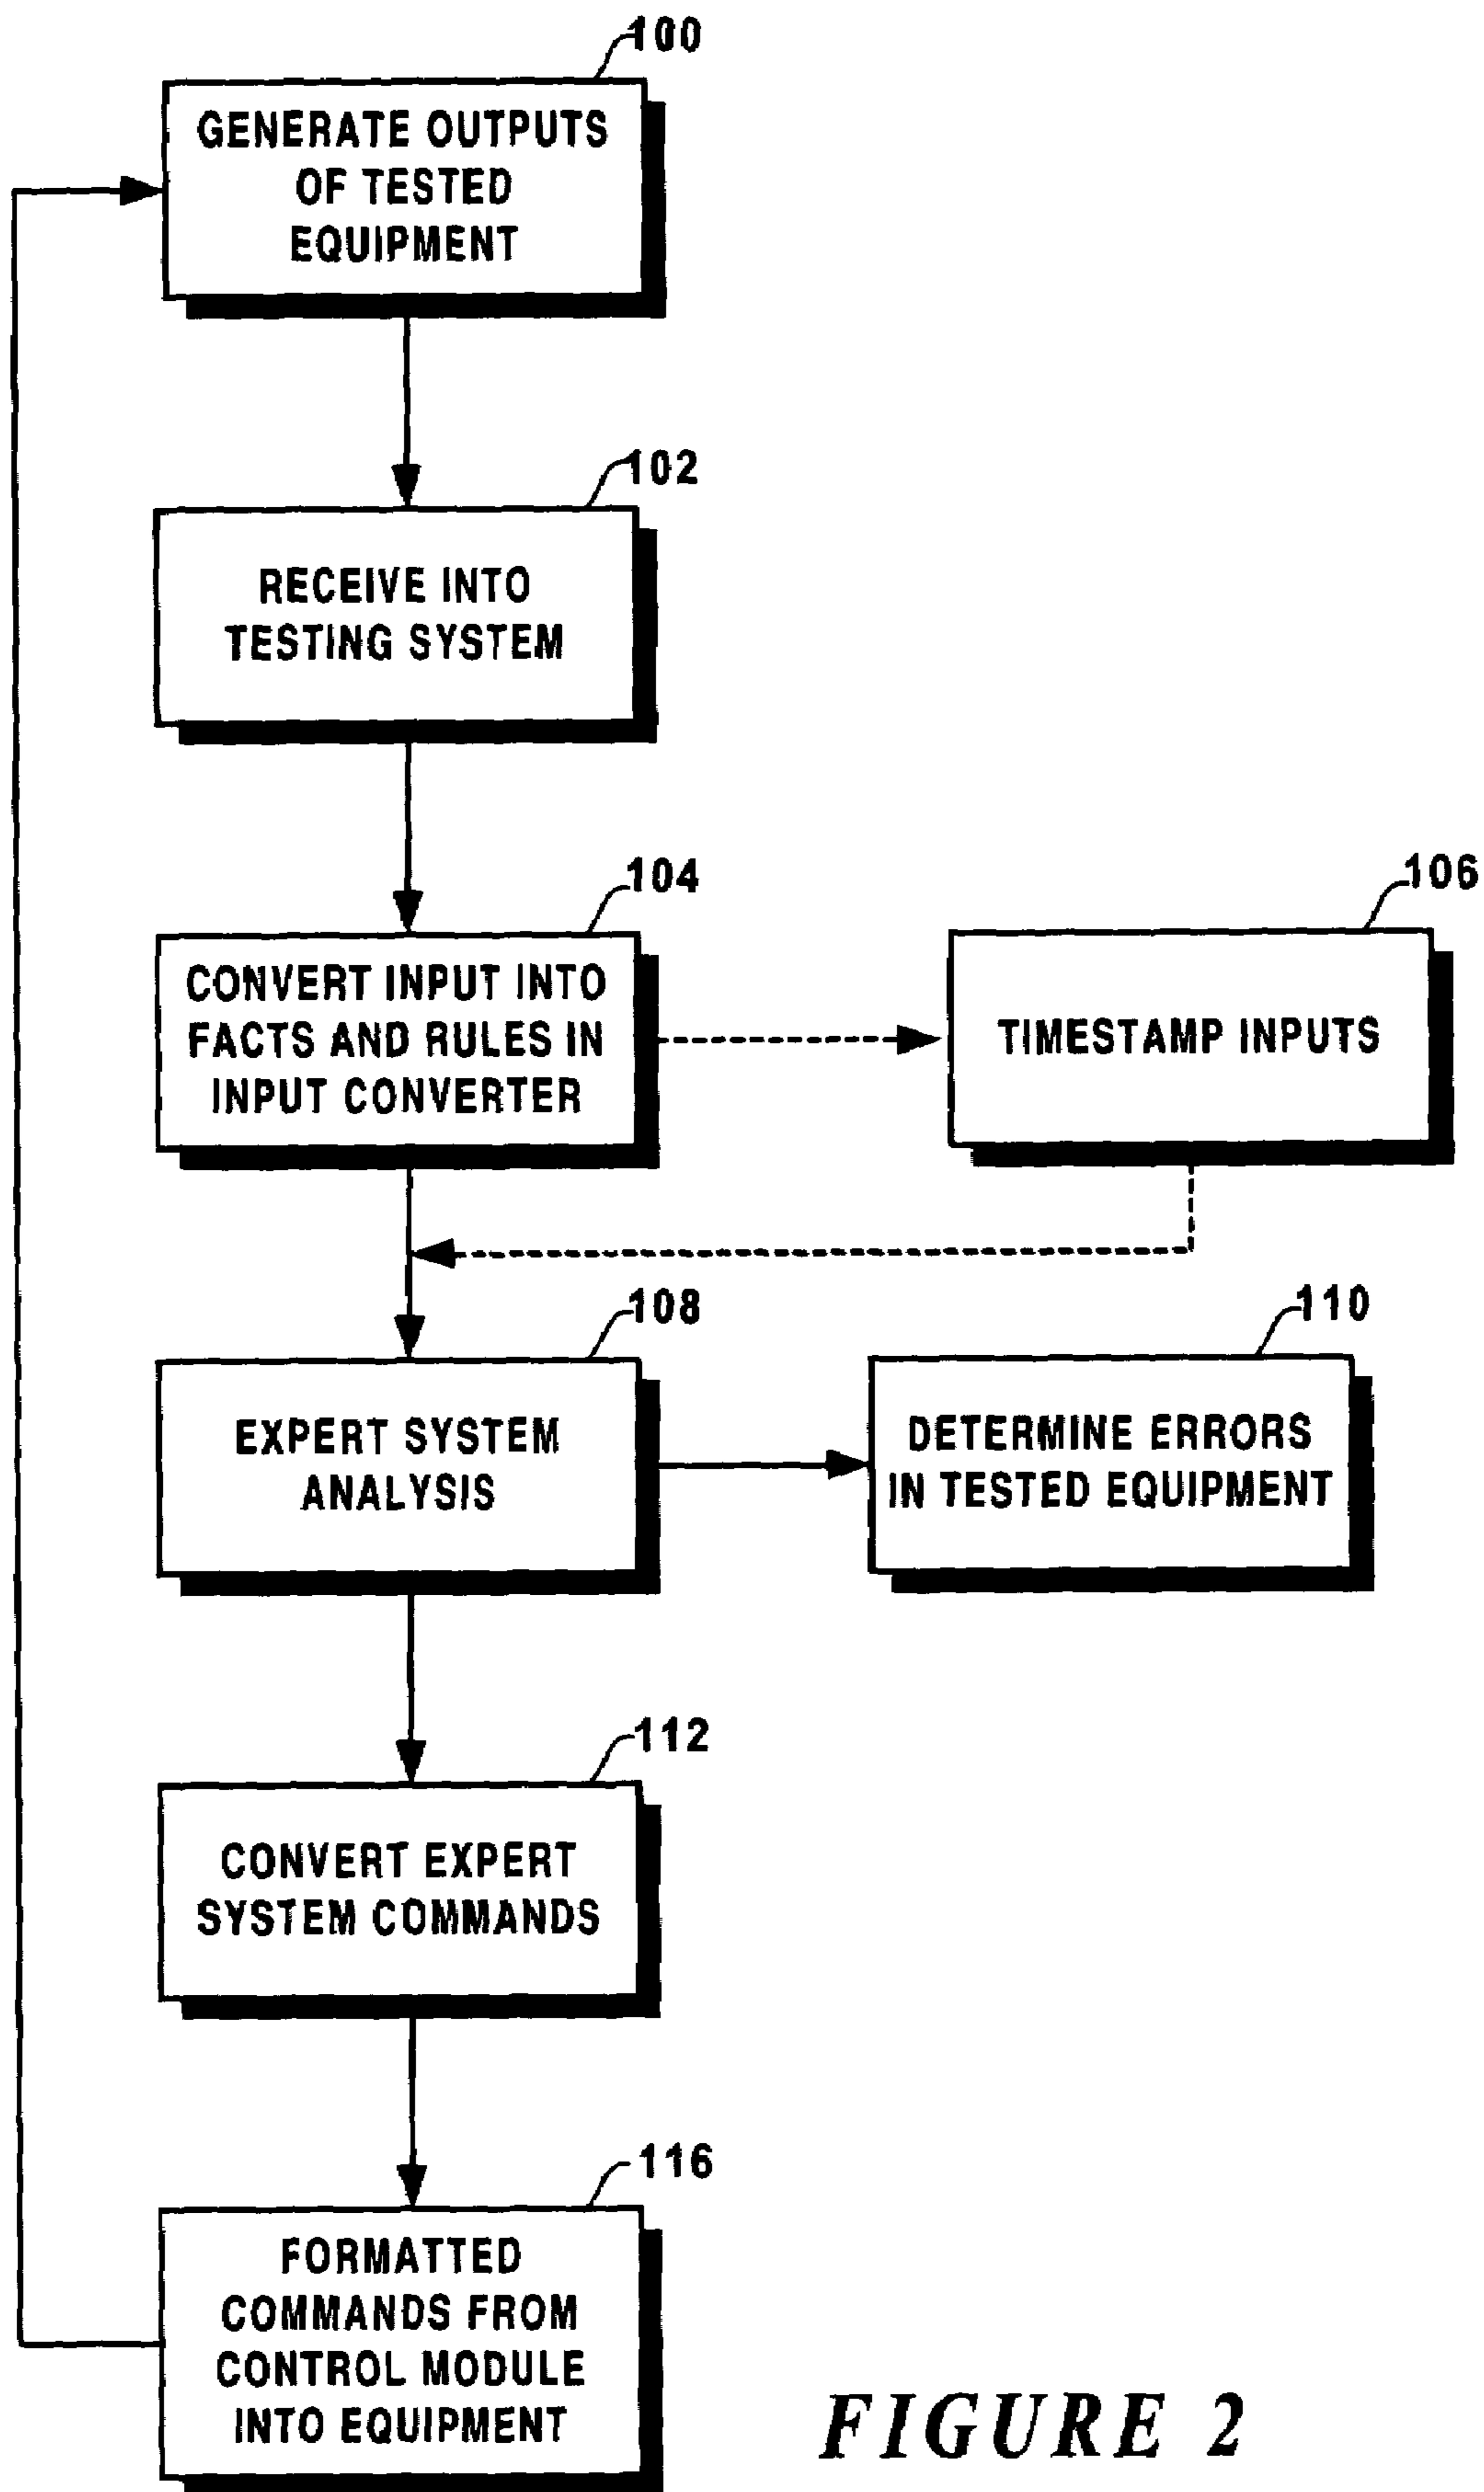 100
GENERATE OUTPUTS
OF TESTED
EQUIPMENT
102
RECEIVE INTO
TESTING SYSTEM
104
CONVERT INPUT INTO
FACTS AND RULES IN
INPUT CONVERTER
106
TIMESTAMP INPUTS
108
EXPERT SYSTEM
ANALYSIS
110
DETERMINE ERRORS
IN TESTED EQUIPMENT
112
CONVERT EXPERT
SYSTEM COMMANDS
116
FORMATTED
COMMANDS FROM
CONTROL MODULE
INTO EQUIPMENT
FIGURE 2